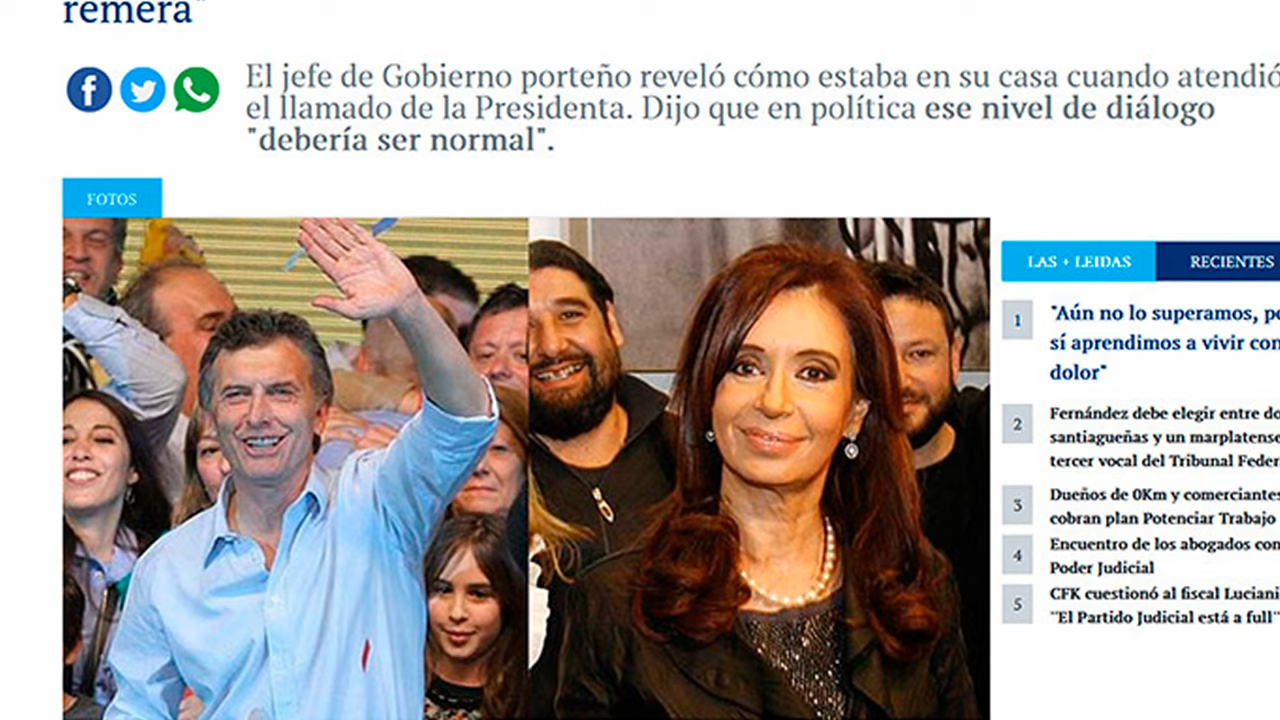 remera"
El jefe de Gobierno porteño reveló cómo estaba en su casa cuando atendió
el llamado de la Presidenta. Dijo que en política ese nivel de diálogo
"debería ser normal".
FOTOS
LAS + LEIDAS
RECIENTES
1
"Aún no lo superamos, pe
sí aprendimos a vivir con
dolor"
2
Fernández debe elegir entre do
santiagueñas y un marplatense
tercer vocal del Tribunal Feder
3
Dueños de 0Km y comerciantes
cobran plan Potenciar Trabajo
4
Encuentro de los abogados con
Poder Judicial
5
CFK cuestionó al fiscal Luciani
"El Partido Judicial está a full"